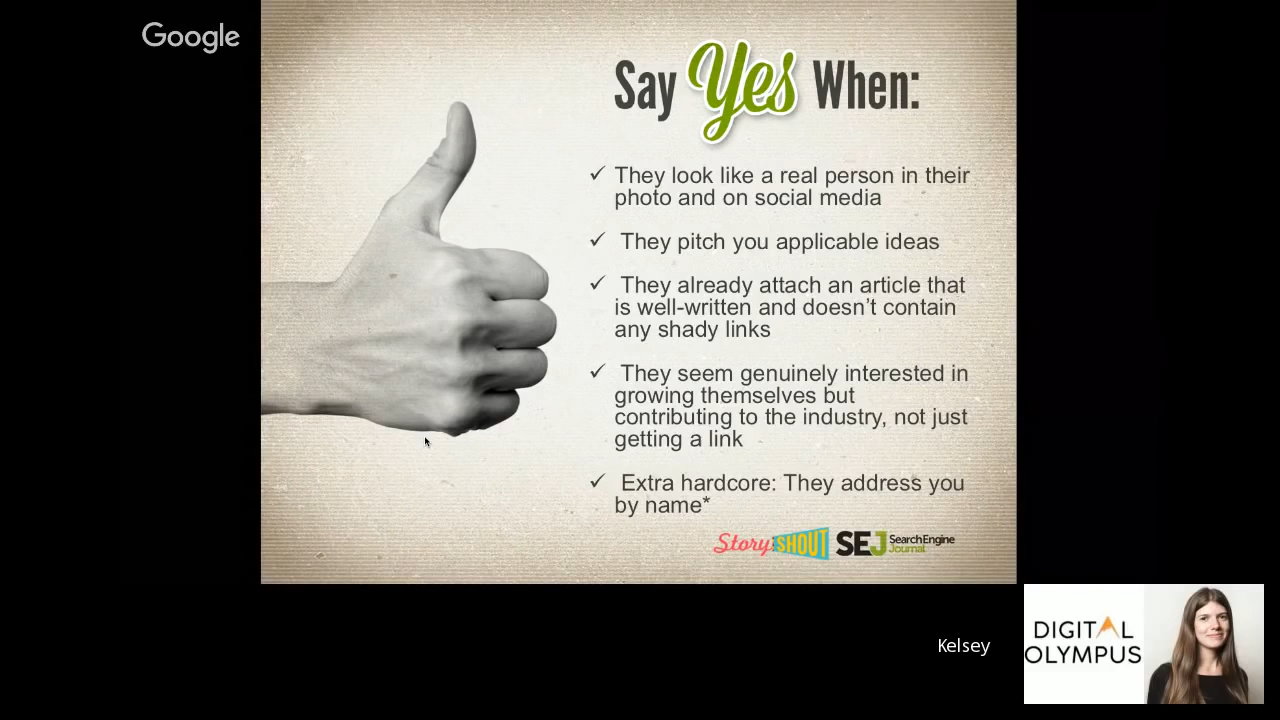 Google
Say Yes When:
✓ They look like a real person in their
photo and on social media
✓ They pitch you applicable ideas
✓ They already attach an article that
is well-written and doesn’t contain
any shady links
✓ They seem genuinely interested in
growing themselves but
contributing to the industry, not just
getting a link
✓ Extra hardcore: They address you
by name*
Story SHOUT SEJ SearchEngine
Journal
Kelsey
DIGITAL
OLYMPUS